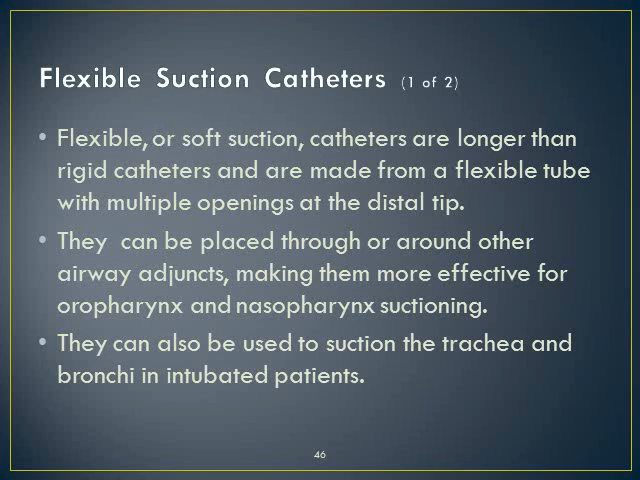 Flexible Suction Catheters (1 of 2)
• Flexible, or soft suction, catheters are longer than
rigid catheters and are made from a flexible tube
with multiple openings at the distal tip.
• They can be placed through or around other
airway adjuncts, making them more effective for
oropharynx and nasopharynx suctioning.
• They can also be used to suction the trachea and
bronchi in intubated patients.
46